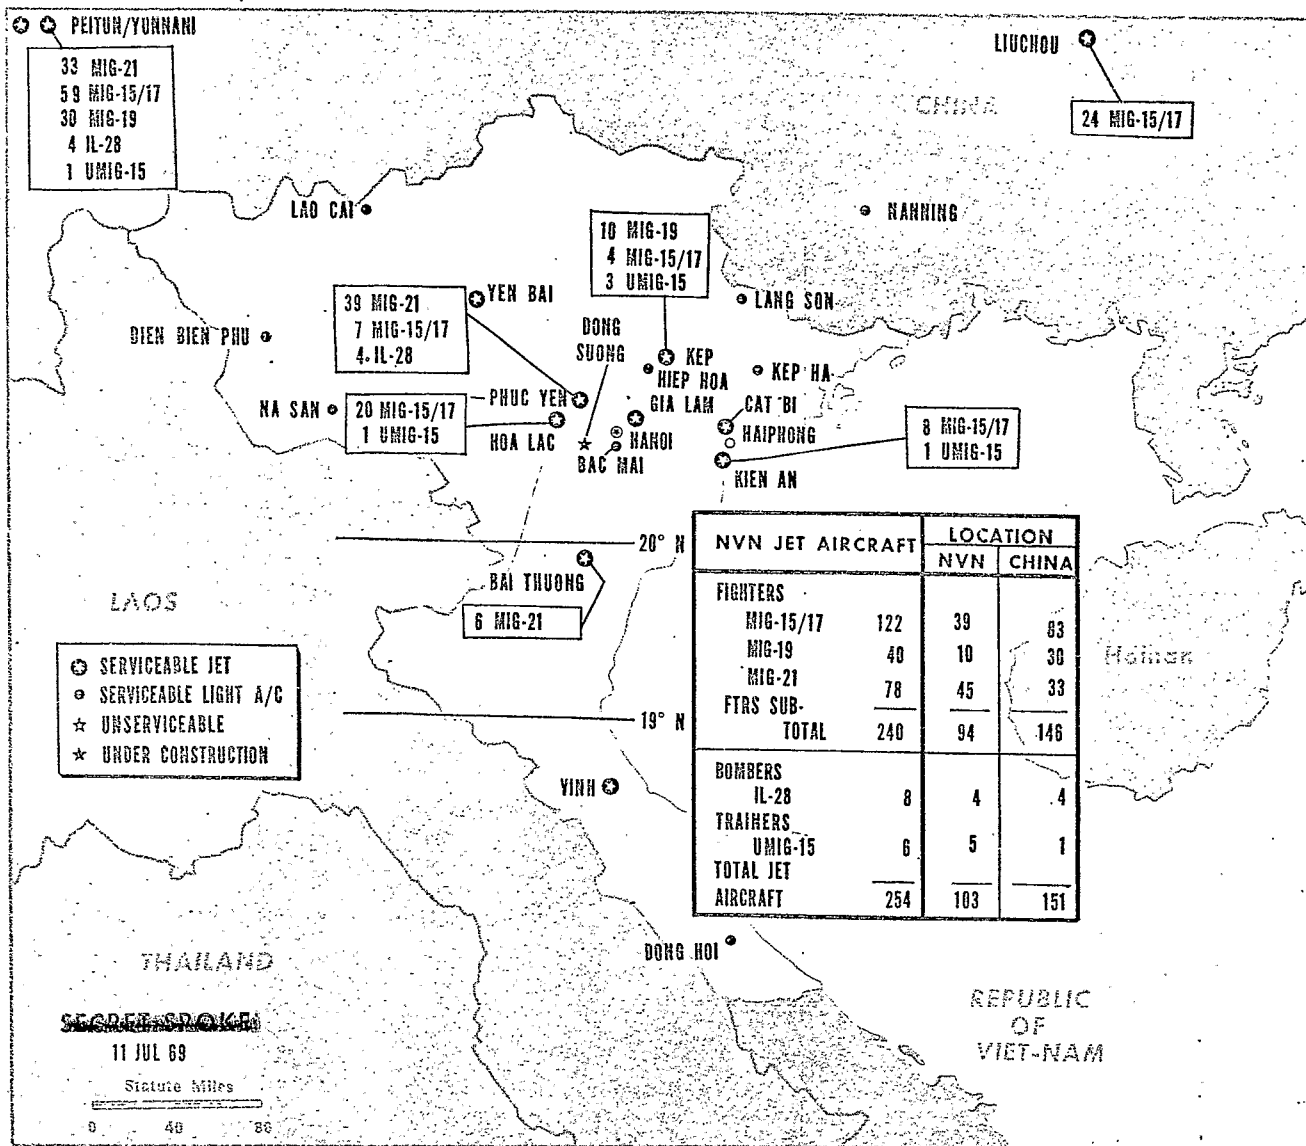 PEITUN/YUNNANI
33 MIG-21
59 MIG-15/17
30 MIG-19
4 IL-28
1 UMIG-15
LIUCHOU
24 MIG-15/17
CHINA
LAO CAI
NANNING
10 MIG-19
4 MIG-15/17
3 UMIG-15
YEN BAI
39 MIG-21
7 MIG-15/17
4 IL-28
LANG SON
DIEN BIEN PHU
DONG
SUONG
KEP
HIEP HOA
KEP HA
NA SAN
PHUC YEN
GIA LAM
CAT BI
20 MIG-15/17
1 UMIG-15
HOA LAC
HANOI
HAIPHONG
BAC MAI
KIEN AN
8 MIG-15/17
1 UMIG-15
20° N
BAI THUONG
6 MIG-21
LAOS
Hainan
NVN JET AIRCRAFT LOCATION
NVN CHINA
FIGHTERS
MIG-15/17 122 39 83
MIG-19 40 10 30
MIG-21 78 45 33
FTRS SUB-
TOTAL 240 94 146
BOMBERS
IL-28 8 4 4
TRAINERS
UMIG-15 6 5 1
TOTAL JET
AIRCRAFT 254 103 151
SERVICEABLE JET
SERVICEABLE LIGHT A/C
UNSERVICEABLE
UNDER CONSTRUCTION
19° N
VINH
DONG HOI
THAILAND
REPUBLIC
OF
VIET-NAM
SECRET SPOKE
11 JUL 69
Statute Miles
0 40 80